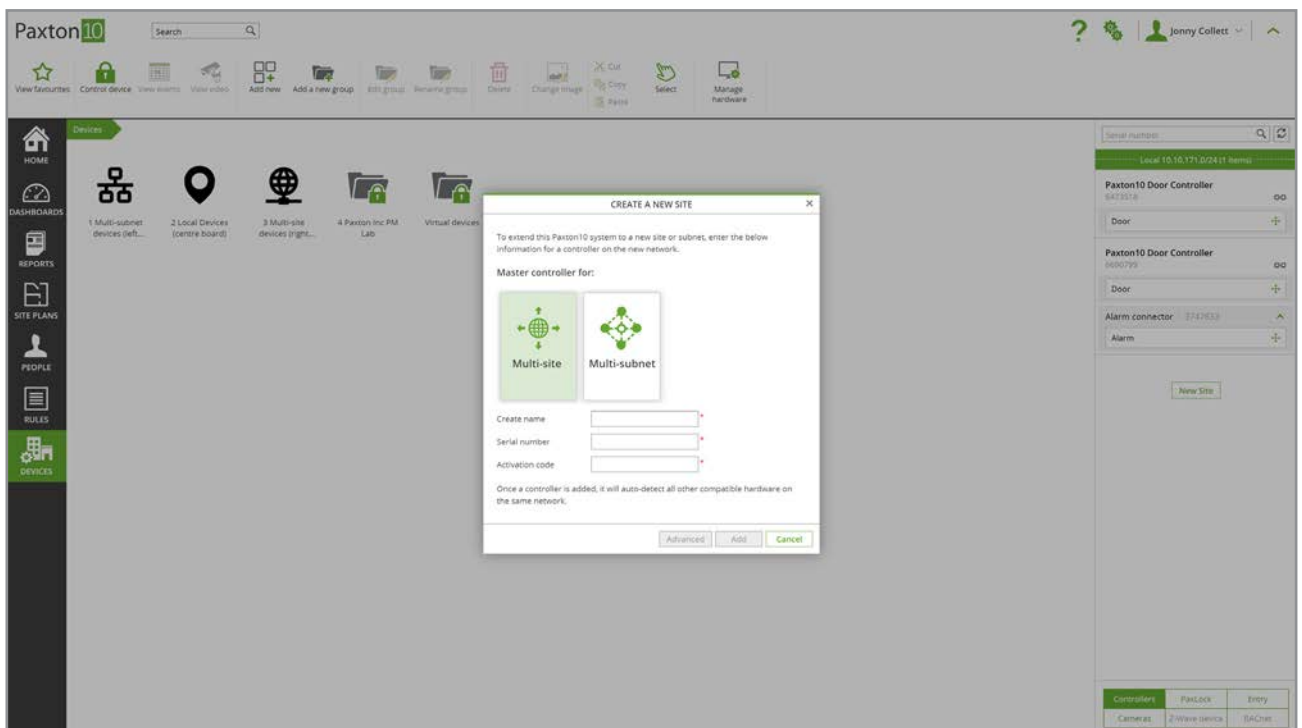 Paxton10
Search
Jonny Collett
View favourites
Control device
View events
View video
Add new
Add a new group
Edit group
Rename group
Delete
Change image
Cut
Copy
Paste
Select
Manage
hardware
HOME
DASHBOARDS
REPORTS
SITE PLANS
PEOPLE
RULES
DEVICES
Devices
1 Multi-subnet
devices (left...
2 Local Devices
(centre board)
3 Multi-site
devices (right,...
4 Paxton Inc PM
Lab
Virtual devices
CREATE A NEW SITE
To extend this Paxton10 system to a new site or subnet, enter the below
information for a controller on the new network.
Master controller for:
Multi-site
Multi-subnet
Create name *
Serial number *
Activation code *
Once a controller is added, it will auto-detect all other compatible hardware on
the same network.
Advanced
Add
Cancel
Serial number
Local 10.10.171.0/24 (1 items)
Paxton10 Door Controller
Door
Paxton10 Door Controller
Door
Alarm connector
Alarm
New Site
Controllers
PaxLock
Entry
Cameras
Z-Wave device
BACnet